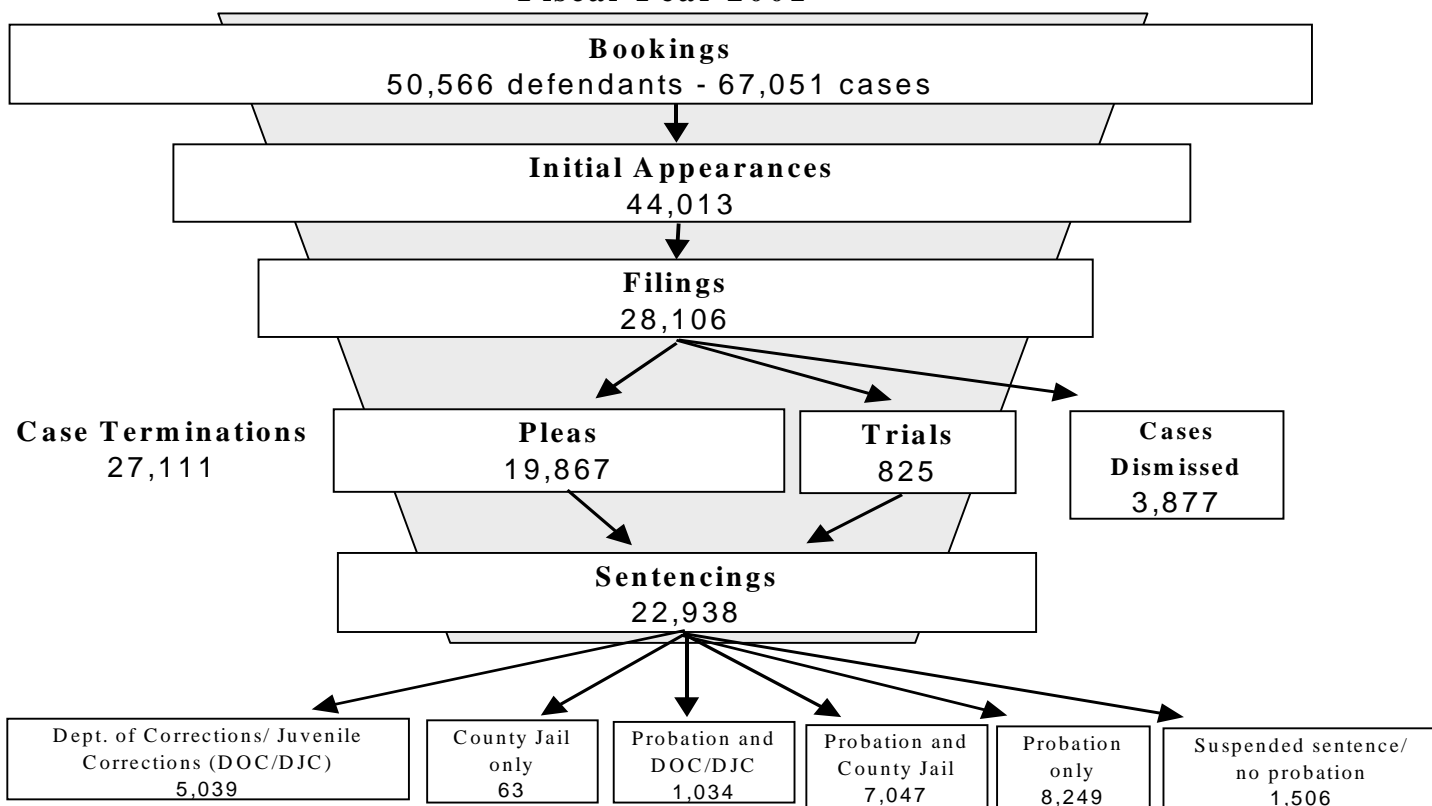 Bookings
50,566 defendants - 67,051 cases
Initial Appearances
44,013
Filings
28,106
Case Terminations
27,111
Pleas
19,867
Trials
825
Cases
Dismissed
3,877
Sentencings
22,938
Dept. of Corrections/ Juvenile
Corrections (DOC/DJC)
5,039
County Jail
only
63
Probation and
DOC/DJC
1,034
Probation and
County Jail
7,047
Probation
only
8,249
Suspended sentence/
no probation
1,506